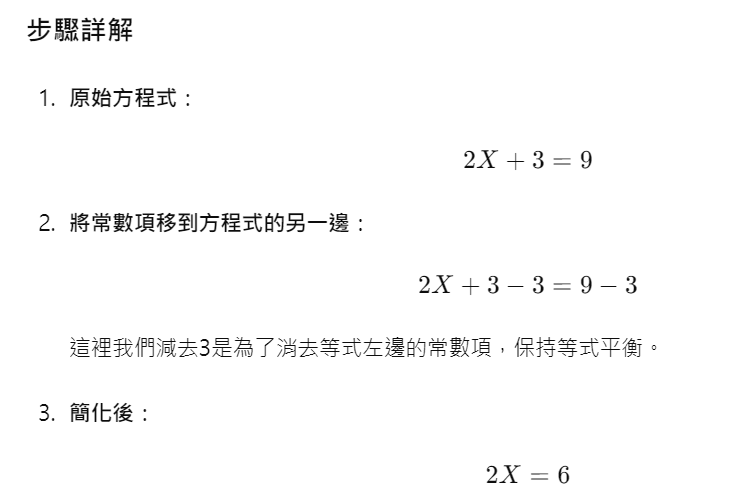 步驟詳解
1. 原始方程式：
2X + 3 = 9
2. 將常數項移到方程式的另一邊：
2X + 3 − 3 = 9 − 3
這裡我們減去3是為了消去等式左邊的常數項，保持等式平衡。
3. 簡化後：
2X = 6